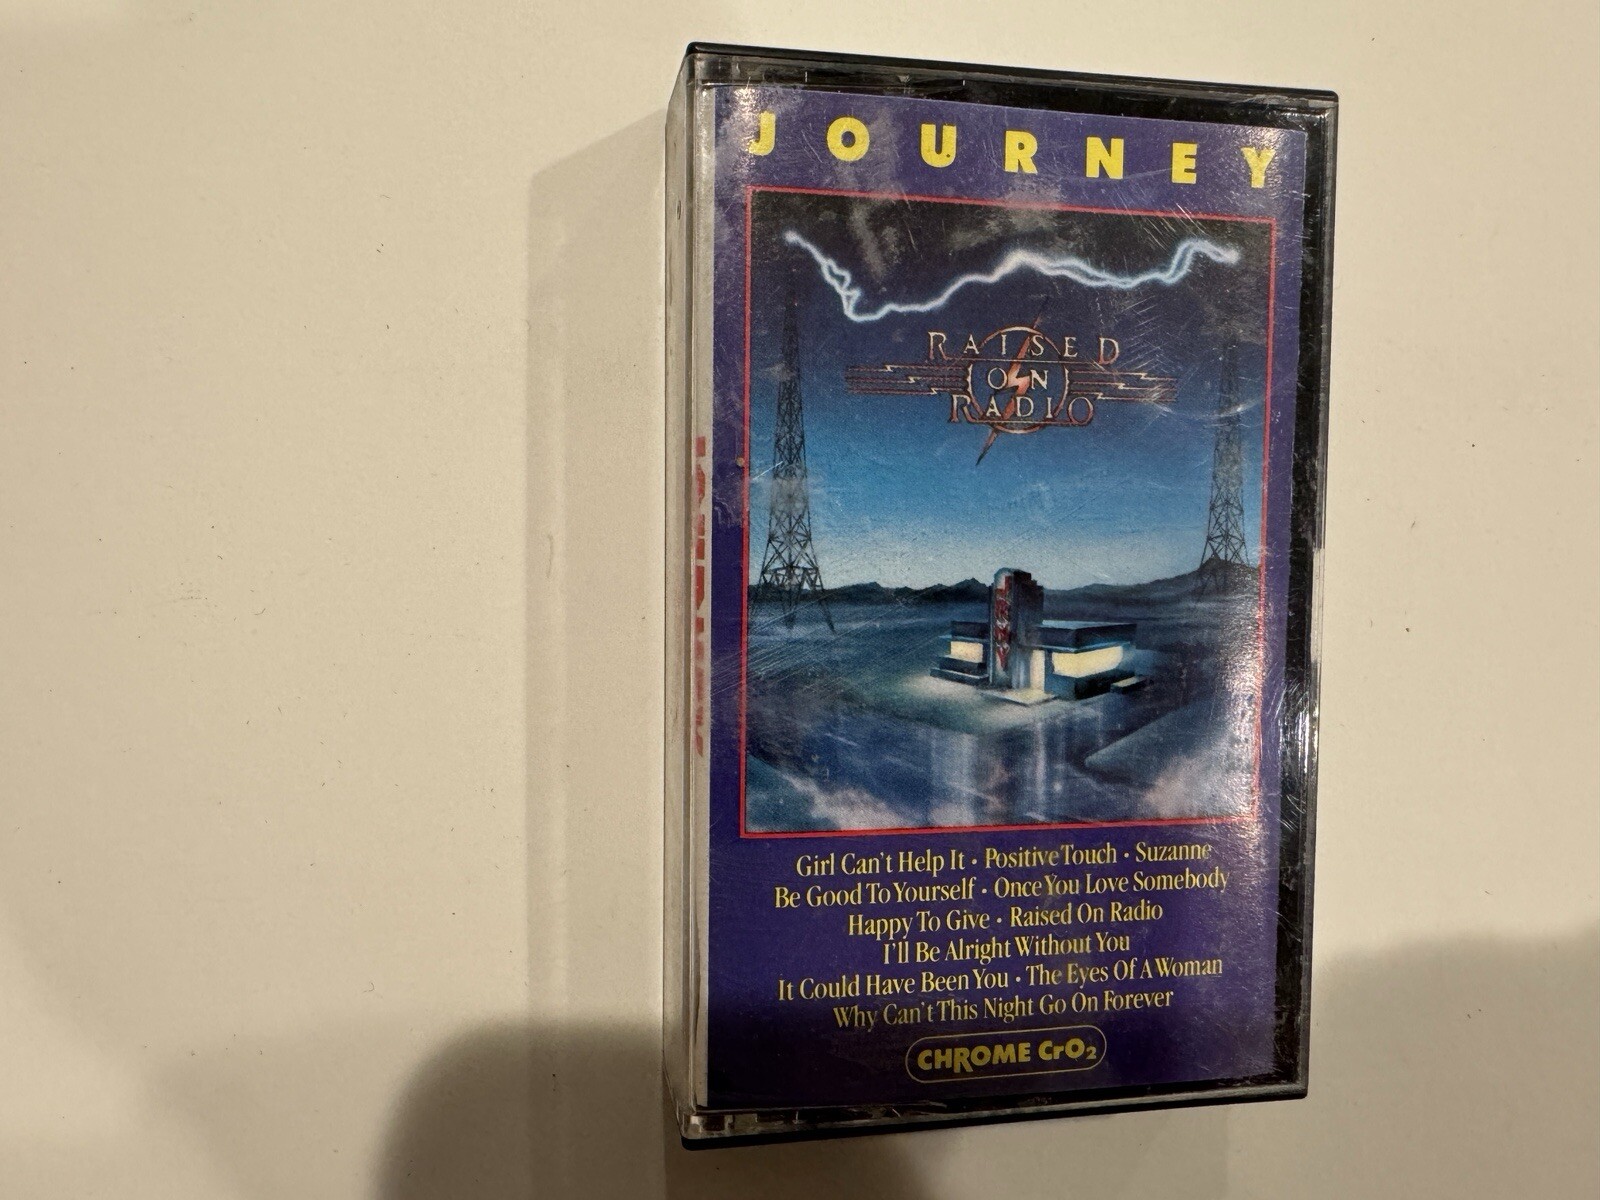 JOURNEY
RAISED
ON
RADIO
JRNY
Girl Can't Help It · Positive Touch · Suzanne
Be Good To Yourself · Once You Love Somebody
Happy To Give · Raised On Radio
I'll Be Alright Without You
It Could Have Been You · The Eyes Of A Woman
Why Can't This Night Go On Forever
CHROME CrO₂
JOURNEY